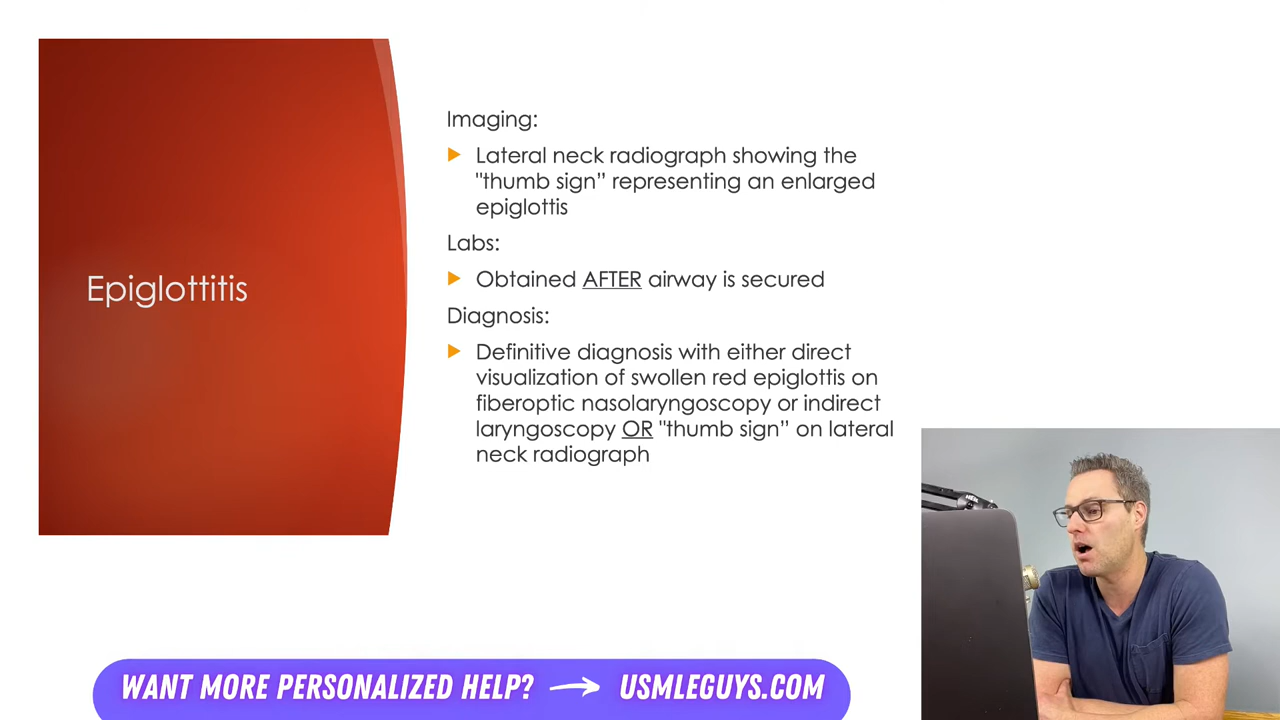 Epiglottitis
Imaging:
Lateral neck radiograph showing the
"thumb sign” representing an enlarged
epiglottis
Labs:
Obtained AFTER airway is secured
Diagnosis:
Definitive diagnosis with either direct
visualization of swollen red epiglottis on
fiberoptic nasolaryngoscopy or indirect
laryngoscopy OR "thumb sign” on lateral
neck radiograph
WANT MORE PERSONALIZED HELP? → USMLEGUYS.COM